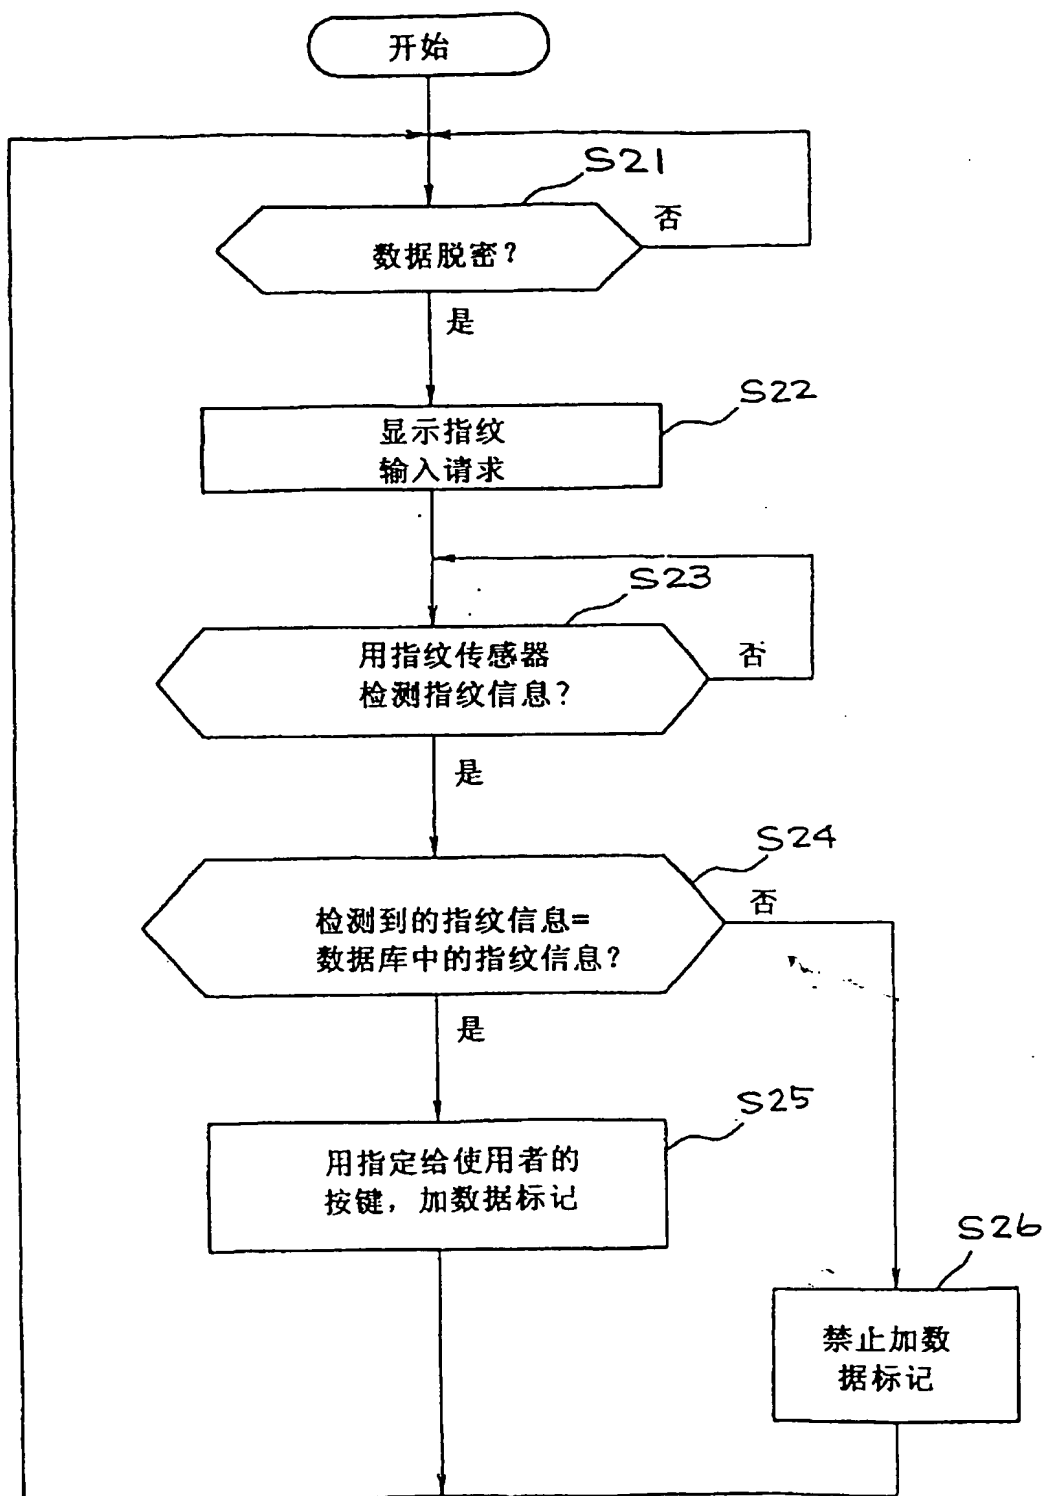 开始
S21
否
数据脱密？
是
S22
显示指纹
输入请求
S23
用指纹传感器
检测指纹信息？
否
是
S24
否
检测到的指纹信息=
数据库中的指纹信息？
是
S25
用指定给使用者的
按键，加数据标记
S26
禁止加数
据标记